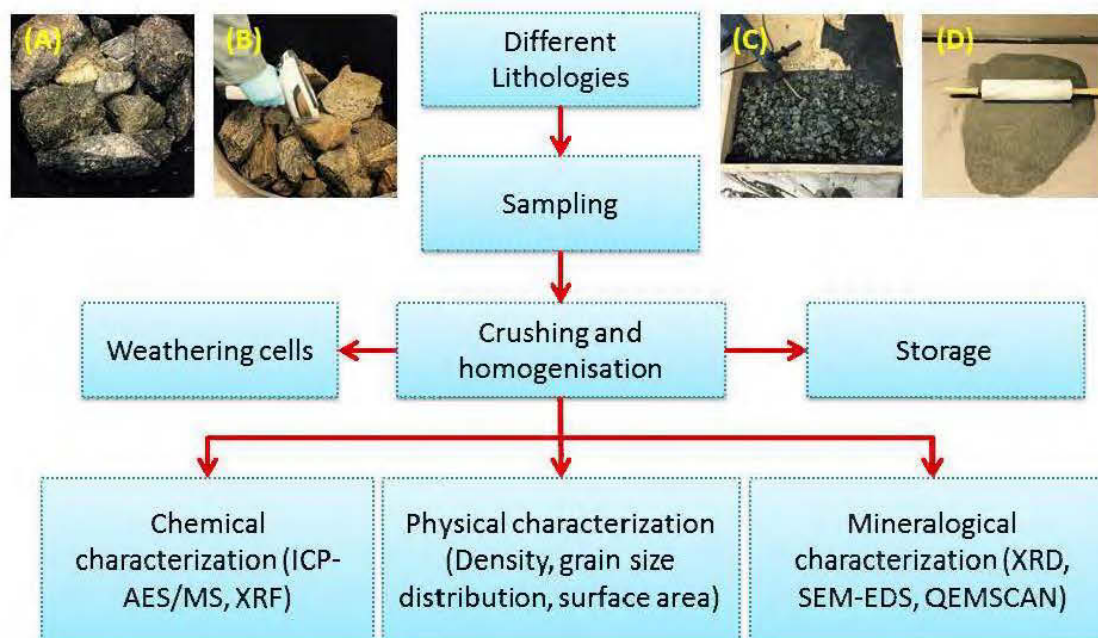 (A)
(B)
Different
Lithologies
(C)
(D)
Sampling
Weathering cells
Crushing and
homogenisation
Storage
Chemical
characterization (ICP-
AES/MS, XRF)
Physical characterization
(Density, grain size
distribution, surface area)
Mineralogical
characterization (XRD,
SEM-EDS, QEMSCAN)